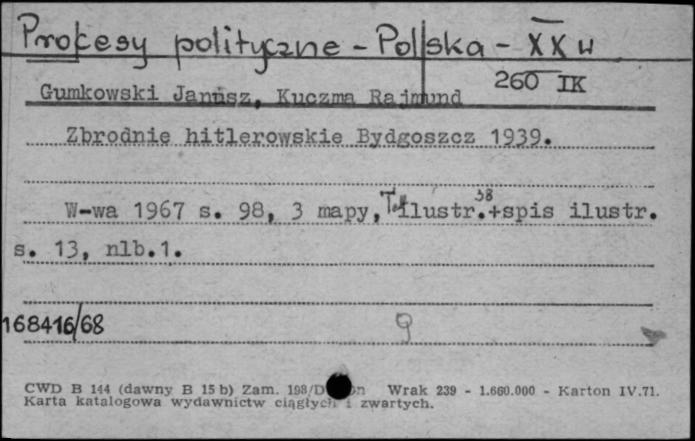 Procesy polityczne - Polska - XX w
260 IK
Gumkowski Janusz, Kuczma Rajmund
Zbrodnie hitlerowskie Bydgoszcz 1939.
W-wa 1967 s. 98, 3 mapy, ilustr.38+spis ilustr.
s. 13, nlb.1.
168416/68
9
CWD B 144 (dawny B 15 b) Zam. 198/D Wrak 239 - 1.660.000 - Karton IV.71.
Karta katalogowa wydawnictw ciągłych i zwartych.